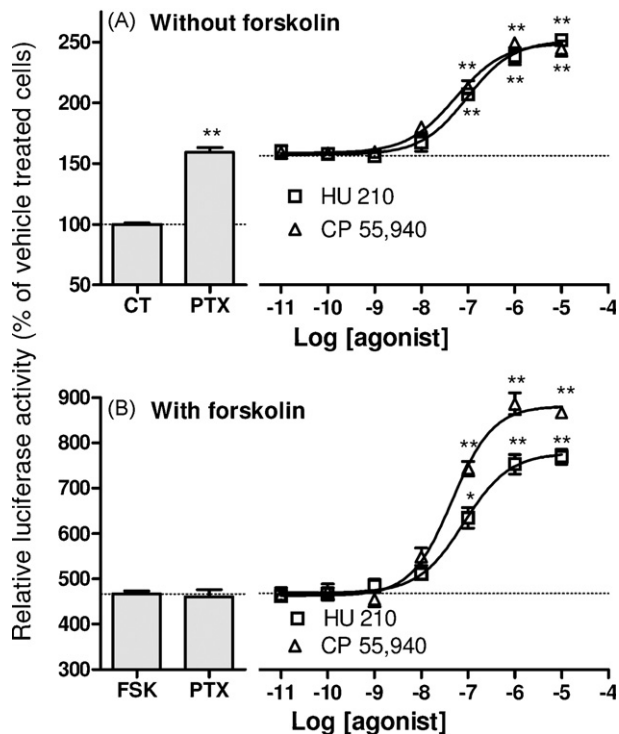 Relative luciferase activity (% of vehicle treated cells)
(A) Without forskolin
250
200
150
100
50
**
** ** **
** ** **
HU 210
CP 55,940
CT PTX
-11 -10 -9 -8 -7 -6 -5 -4
Log [agonist]
(B) With forskolin
900
800
700
600
500
400
300
** ** **
* ** **
HU 210
CP 55,940
FSK PTX
-11 -10 -9 -8 -7 -6 -5 -4
Log [agonist]